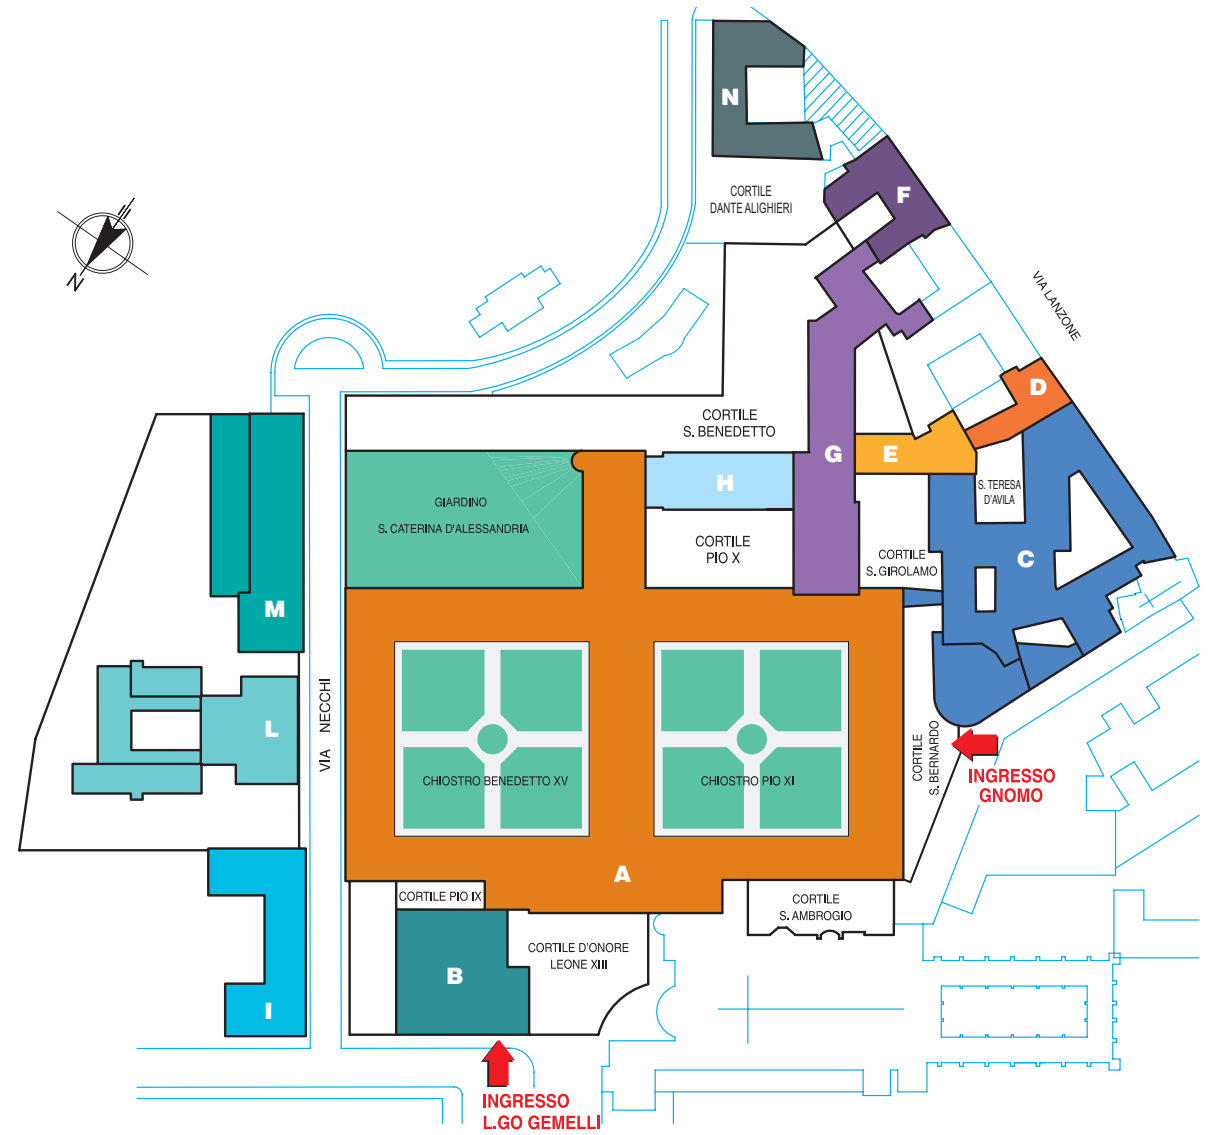 N
CORTILE
DANTE ALIGHIERI
F
N
VIA LANZONE
D
CORTILE
S. BENEDETTO
G
E
H
S. TERESA
D'AVILA
GIARDINO
S. CATERINA D'ALESSANDRIA
CORTILE
PIO X
CORTILE
S. GIROLAMO
C
M
L
VIA NECCHI
CHIOSTRO BENEDETTO XV
CHIOSTRO PIO XI
CORTILE
S. BERNARDO
INGRESSO
GNOMO
A
CORTILE PIO IX
CORTILE
S. AMBROGIO
CORTILE D'ONORE
LEONE XIII
B
I
INGRESSO
L.GO GEMELLI